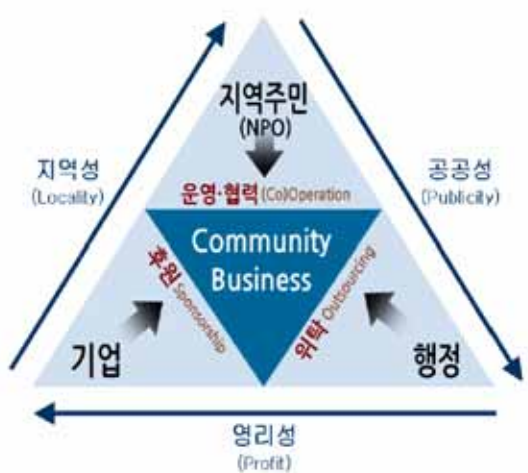 지역주민
(NPO)
지역성
(Locality)
공공성
(Publicity)
운영·협력 (Co)Operation
Community
Business
후원 Sponsorship
위탁 Outsourcing
기업
행정
영리성
(Profit)